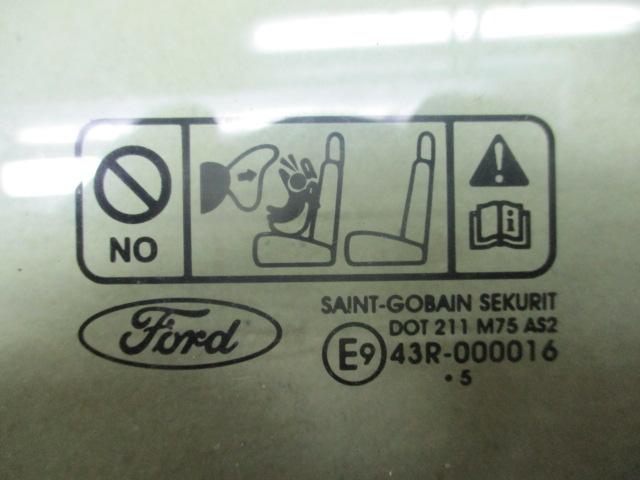 NO
Ford
SAINT-GOBAIN SEKURIT
DOT 211 M75 AS2
E9 43R-000016
. 5